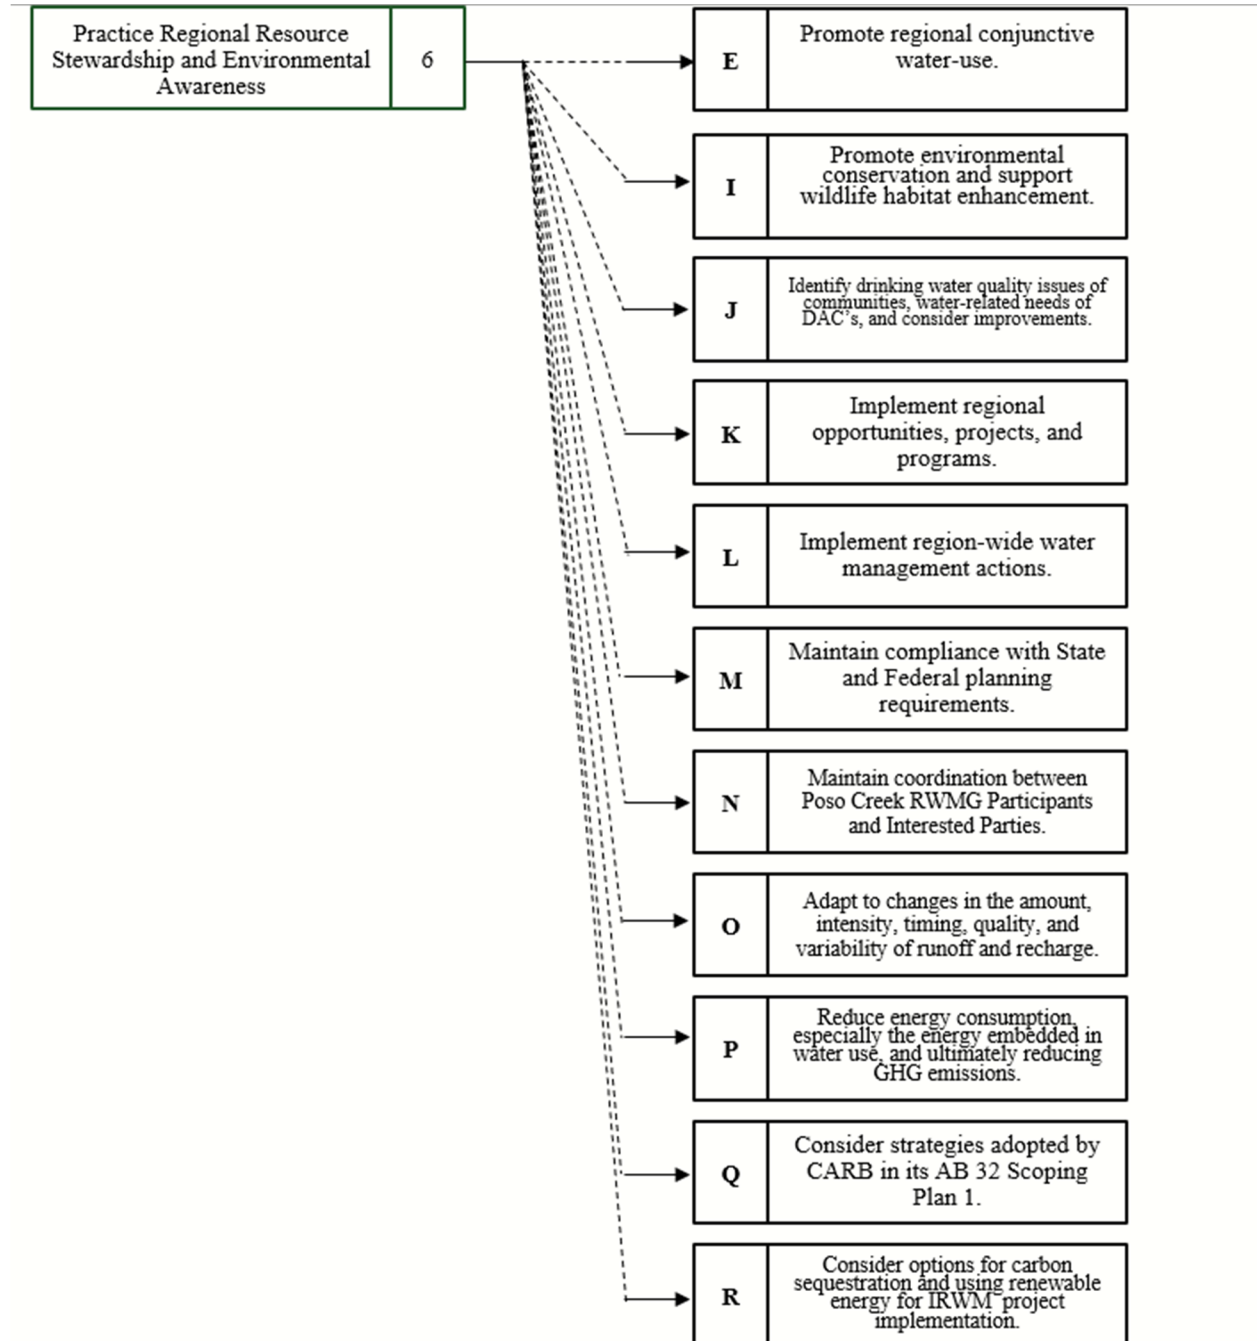 Practice Regional Resource
Stewardship and Environmental
Awareness
6
E
Promote regional conjunctive
water-use.
I
Promote environmental
conservation and support
wildlife habitat enhancement.
J
Identify drinking water quality issues of
communities, water-related needs of
DAC's, and consider improvements.
K
Implement regional
opportunities, projects, and
programs.
L
Implement region-wide water
management actions.
M
Maintain compliance with State
and Federal planning
requirements.
N
Maintain coordination between
Poso Creek RWMG Participants
and Interested Parties.
O
Adapt to changes in the amount,
intensity, timing, quality, and
variability of runoff and recharge.
P
Reduce energy consumption,
especially the energy embedded in
water use, and ultimately reducing
GHG emissions.
Q
Consider strategies adopted by
CARB in its AB 32 Scoping
Plan 1.
R
Consider options for carbon
sequestration and using renewable
energy for IRWM project
implementation.